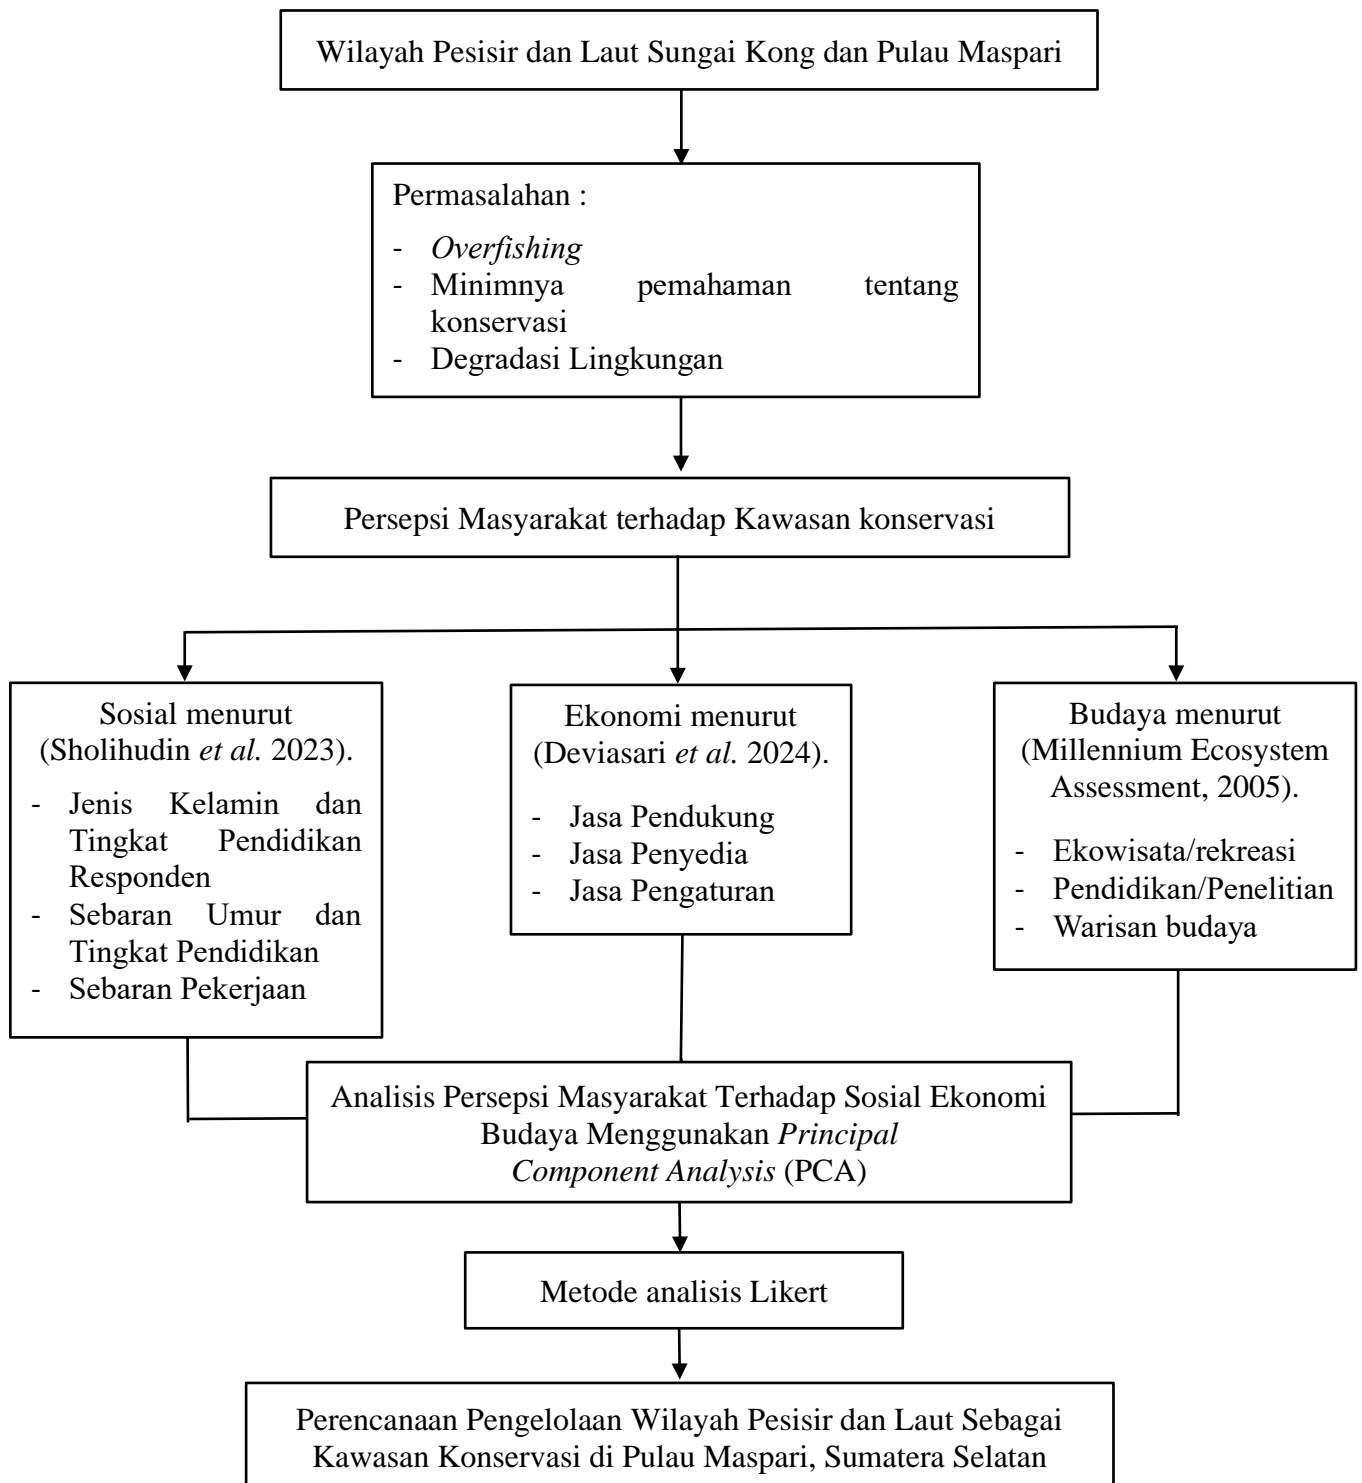 Wilayah Pesisir dan Laut Sungai Kong dan Pulau Maspari
Permasalahan :
- Overfishing
- Minimnya pemahaman tentang
konservasi
- Degradasi Lingkungan
Persepsi Masyarakat terhadap Kawasan konservasi
Sosial menurut
(Sholihudin et al. 2023).
- Jenis Kelamin dan
Tingkat Pendidikan
Responden
- Sebaran Umur dan
Tingkat Pendidikan
- Sebaran Pekerjaan
Ekonomi menurut
(Deviasari et al. 2024).
- Jasa Pendukung
- Jasa Penyedia
- Jasa Pengaturan
Budaya menurut
(Millennium Ecosystem
Assessment, 2005).
- Ekowisata/rekreasi
- Pendidikan/Penelitian
- Warisan budaya
Analisis Persepsi Masyarakat Terhadap Sosial Ekonomi
Budaya Menggunakan Principal
Component Analysis (PCA)
Metode analisis Likert
Perencanaan Pengelolaan Wilayah Pesisir dan Laut Sebagai
Kawasan Konservasi di Pulau Maspari, Sumatera Selatan